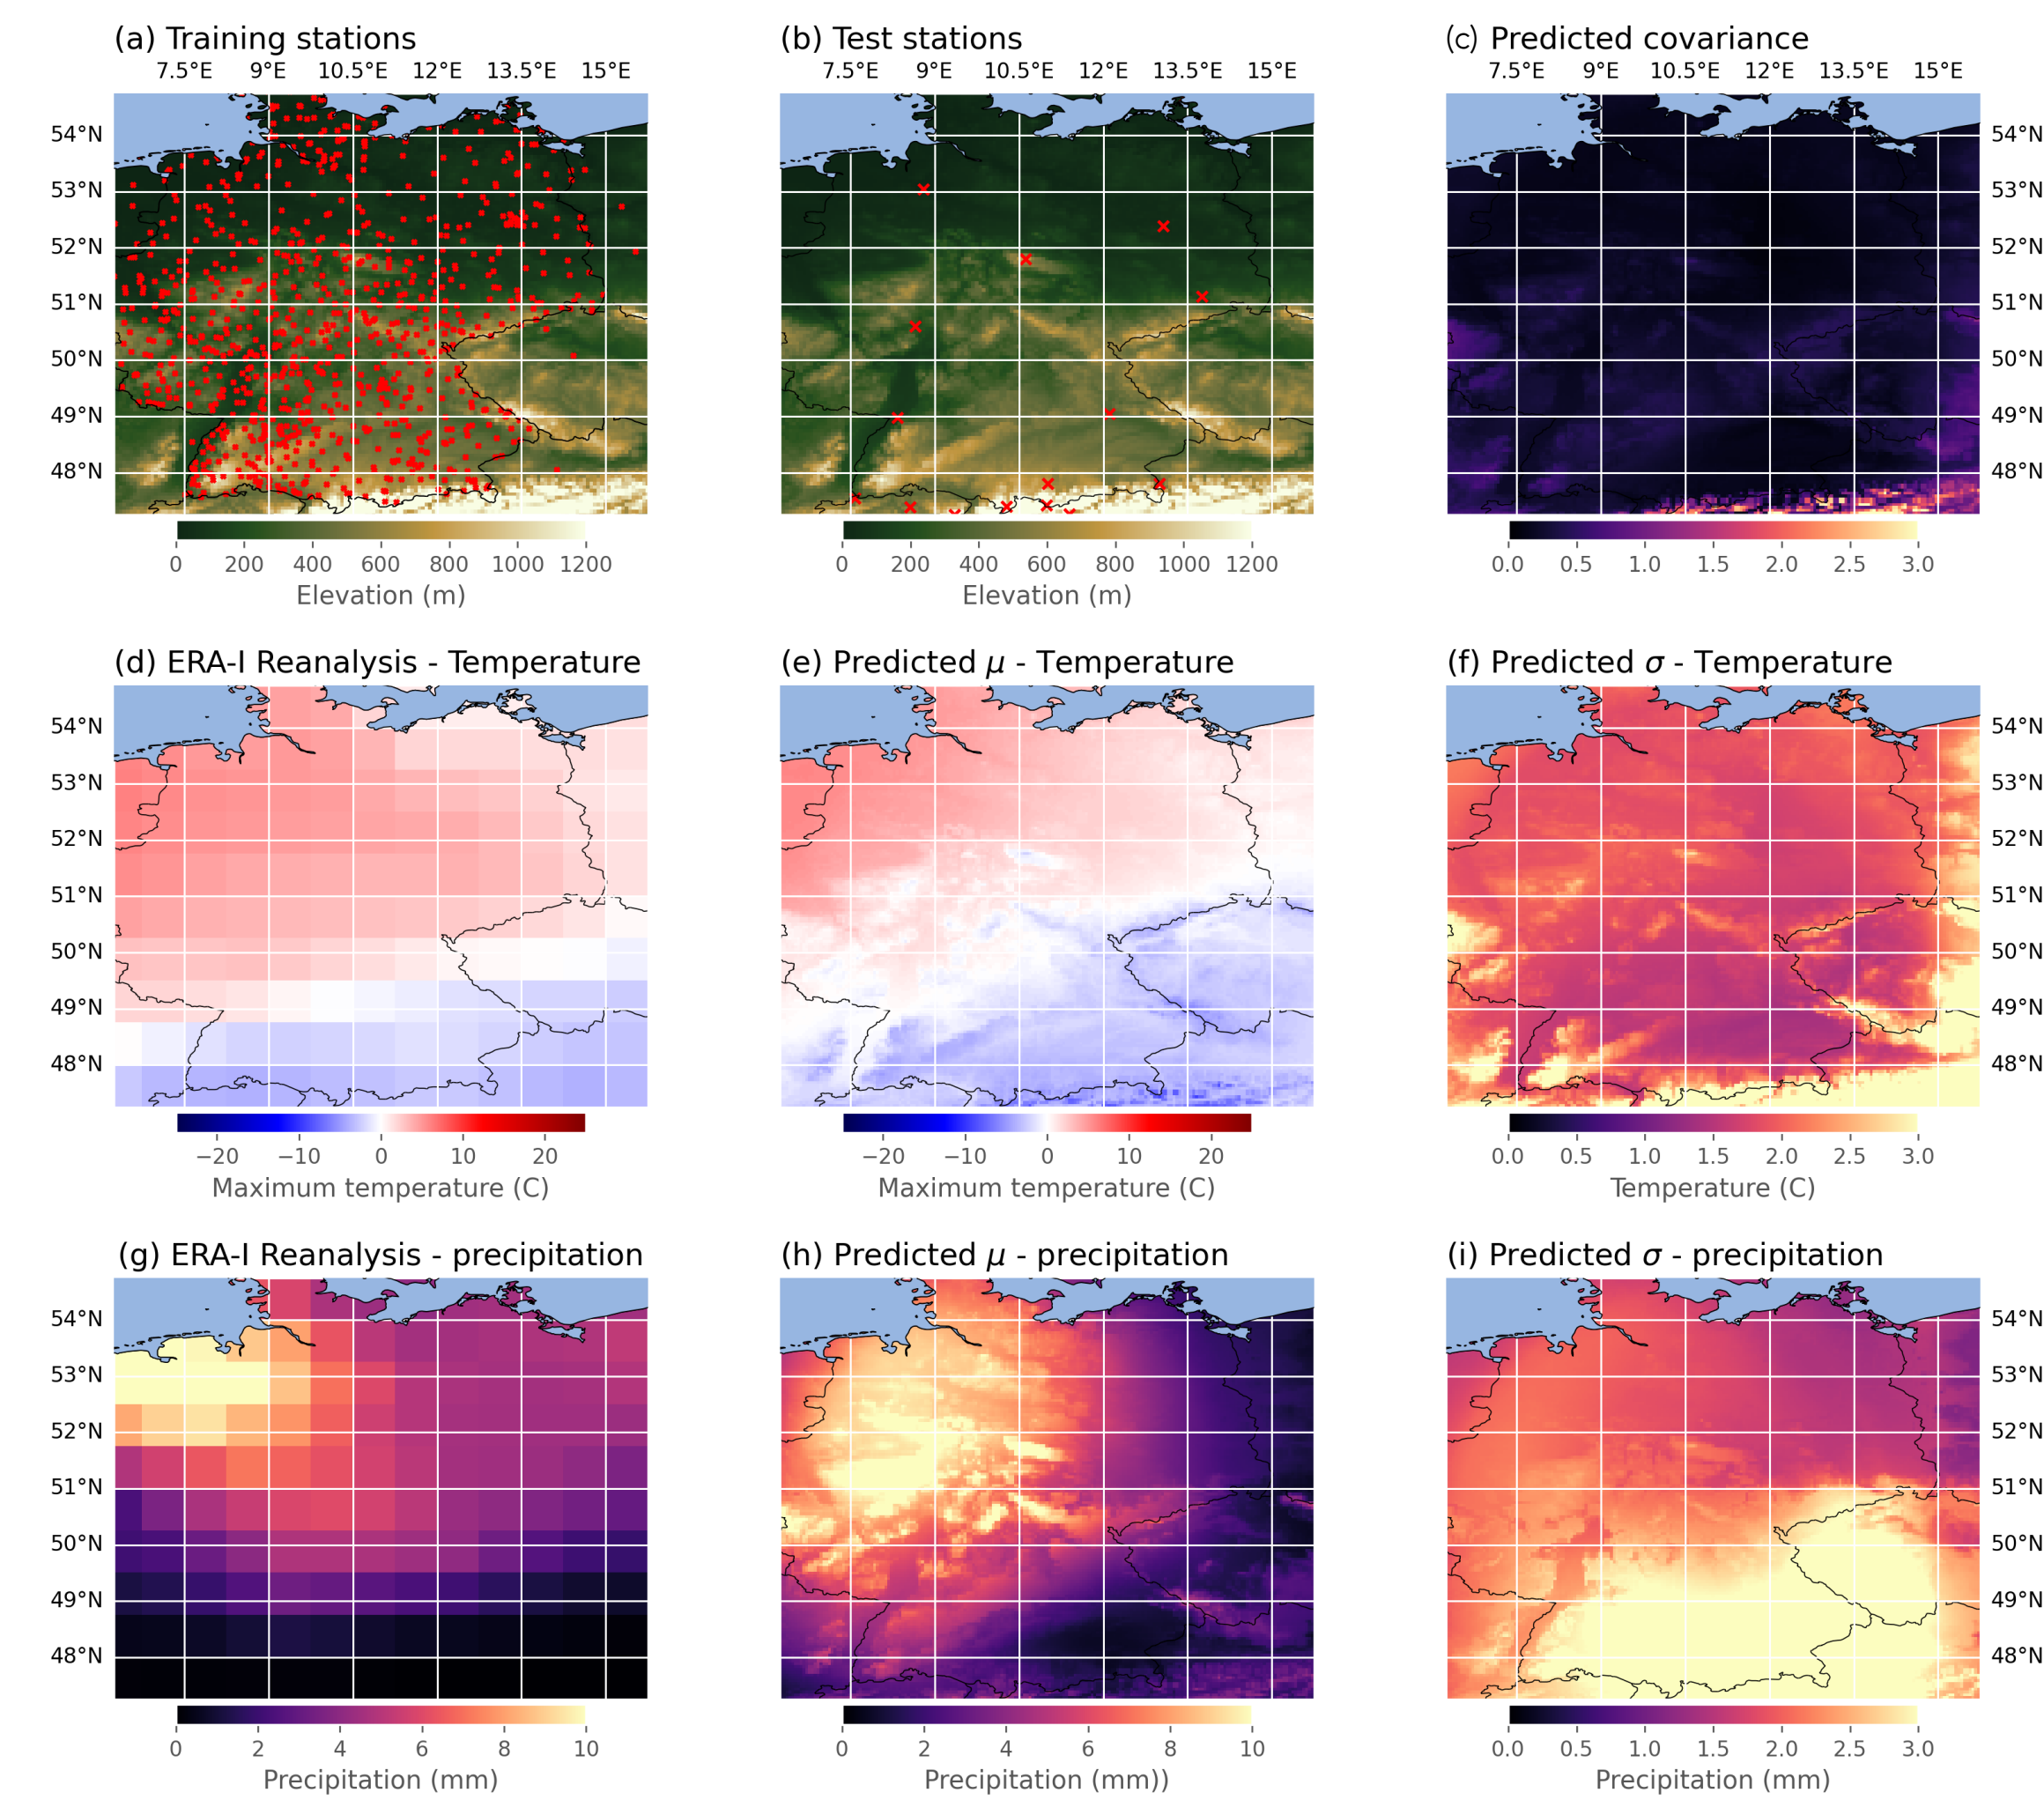 (a) Training stations
(b) Test stations
(c) Predicted covariance
7.5°E 9°E 10.5°E 12°E 13.5°E 15°E
7.5°E 9°E 10.5°E 12°E 13.5°E 15°E
7.5°E 9°E 10.5°E 12°E 13.5°E 15°E
54°N 54°N
53°N 53°N
52°N 52°N
51°N 51°N
50°N 50°N
49°N 49°N
48°N 48°N
0 200 400 600 800 1000 1200
Elevation (m)
0 200 400 600 800 1000 1200
Elevation (m)
0.0 0.5 1.0 1.5 2.0 2.5 3.0
(d) ERA-I Reanalysis - Temperature
(e) Predicted μ - Temperature
(f) Predicted σ - Temperature
54°N 54°N
53°N 53°N
52°N 52°N
51°N 51°N
50°N 50°N
49°N 49°N
48°N 48°N
−20 −10 0 10 20
Maximum temperature (C)
−20 −10 0 10 20
Maximum temperature (C)
0.0 0.5 1.0 1.5 2.0 2.5 3.0
Temperature (C)
(g) ERA-I Reanalysis - precipitation
(h) Predicted μ - precipitation
(i) Predicted σ - precipitation
54°N 54°N
53°N 53°N
52°N 52°N
51°N 51°N
50°N 50°N
49°N 49°N
48°N 48°N
0 2 4 6 8 10
Precipitation (mm)
0 2 4 6 8 10
Precipitation (mm))
0.0 0.5 1.0 1.5 2.0 2.5 3.0
Precipitation (mm)